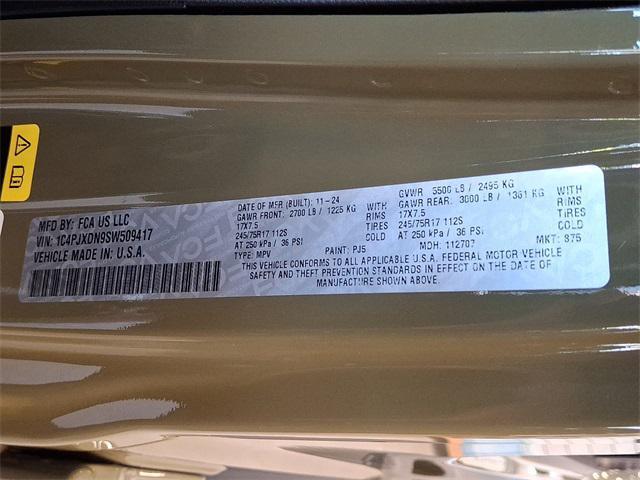 MFD BY: FCA US LLC
VIN: 1C4PJXDN9SW509417
VEHICLE MADE IN: U.S.A.
DATE OF MFR (BUILT): 11-24
GAWR FRONT: 2700 LB / 1225 KG WITH
17X7.5 RIMS
245/75R17 112S TIRES
AT 250 kPa / 36 PSI COLD
TYPE: MPV PAINT: PJ5
GVWR 5500 LB / 2495 KG
GAWR REAR: 3000 LB / 1361 KG WITH
17X7.5 RIMS
245/75R17 112S TIRES
AT 250 kPa / 36 PSI COLD
MDH: 112707 MKT: 875
THIS VEHICLE CONFORMS TO ALL APPLICABLE U.S.A. FEDERAL MOTOR VEHICLE
SAFETY AND THEFT PREVENTION STANDARDS IN EFFECT ON THE DATE OF
MANUFACTURE SHOWN ABOVE.